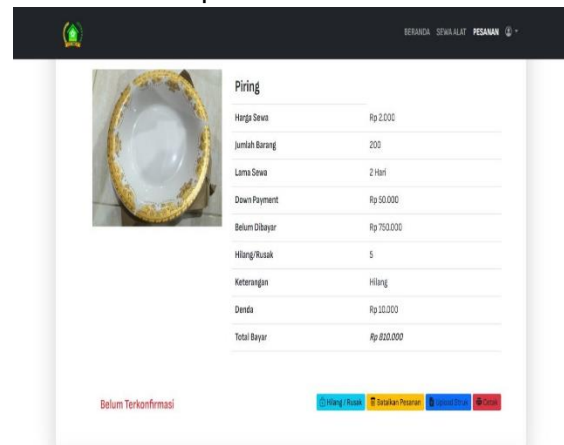 BERANDA SEWA ALAT PESANAN
Piring
Harga Sewa Rp 2.000
Jumlah Barang 200
Lama Sewa 2 Hari
Down Payment Rp 50.000
Belum Dibayar Rp 750.000
Hilang/Rusak 5
Keterangan Hilang
Denda Rp 10.000
Total Bayar Rp 810.000
Belum Terkonfirmasi Hilang / Rusak Batalkan Pesanan Upload Struk Cetak